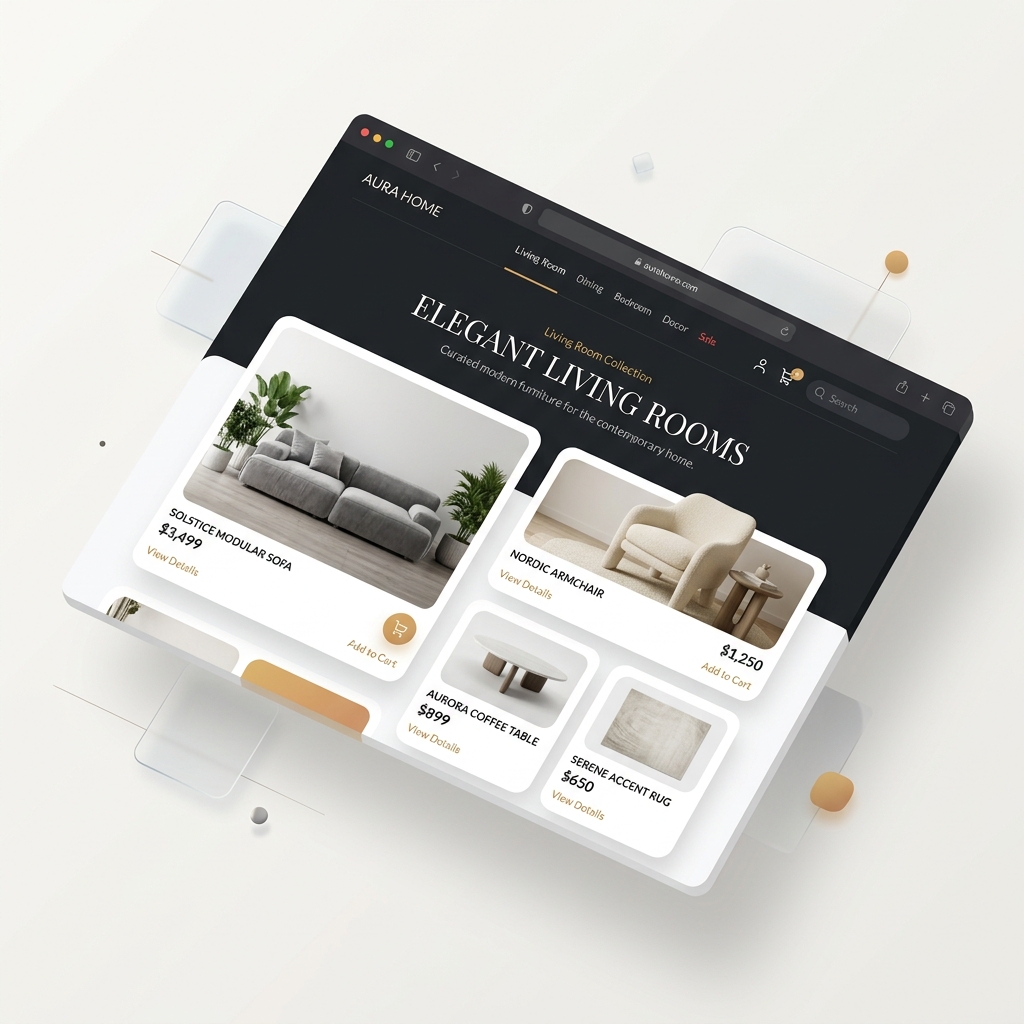 AURA HOME
Living Room
Dining
Bedroom
Decor
Search
Living Room Collection
ELEGANT LIVING ROOMS
Curated modern furniture for the contemporary home.
SOLSTICE MODULAR SOFA
$3,499
View Details
Add to Cart
NORDIC ARMCHAIR
View Details
$1,250
Add to Cart
AURORA COFFEE TABLE
$899
View Details
SERENE ACCENT RUG
$650
View Details